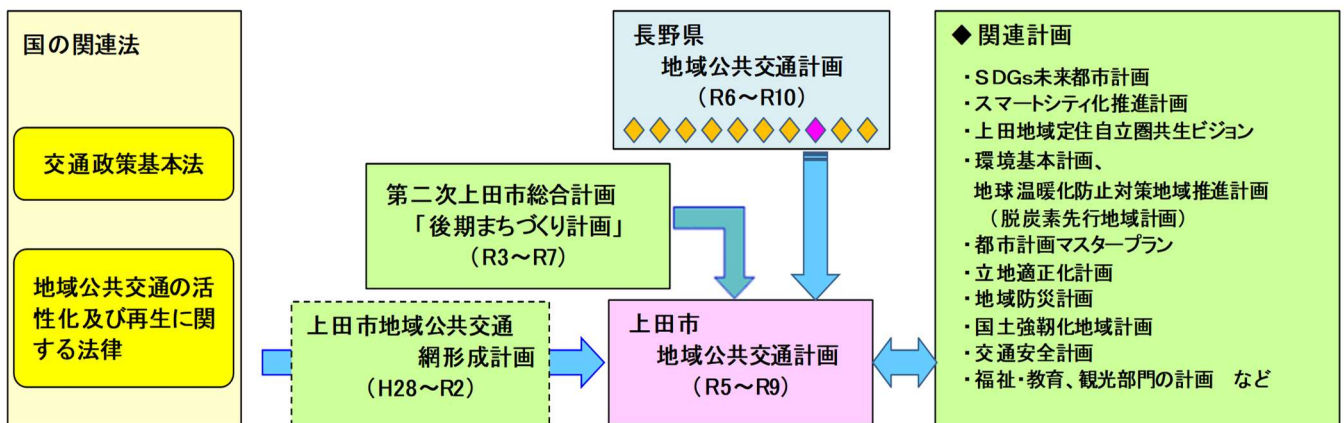 国の関連法
交通政策基本法
地域公共交通の活
性化及び再生に関
する法律
長野県
地域公共交通計画
(R6～R10)
第二次上田市総合計画
「後期まちづくり計画」
(R3～R7)
上田市地域公共交通
網形成計画
(H28～R2)
上田市
地域公共交通計画
(R5～R9)
◆ 関連計画
・SDGs未来都市計画
・スマートシティ化推進計画
・上田地域定住自立圏共生ビジョン
・環境基本計画、
地球温暖化防止対策地域推進計画
（脱炭素先行地域計画）
・都市計画マスタープラン
・立地適正化計画
・地域防災計画
・国土強靱化地域計画
・交通安全計画
・福祉・教育、観光部門の計画　など